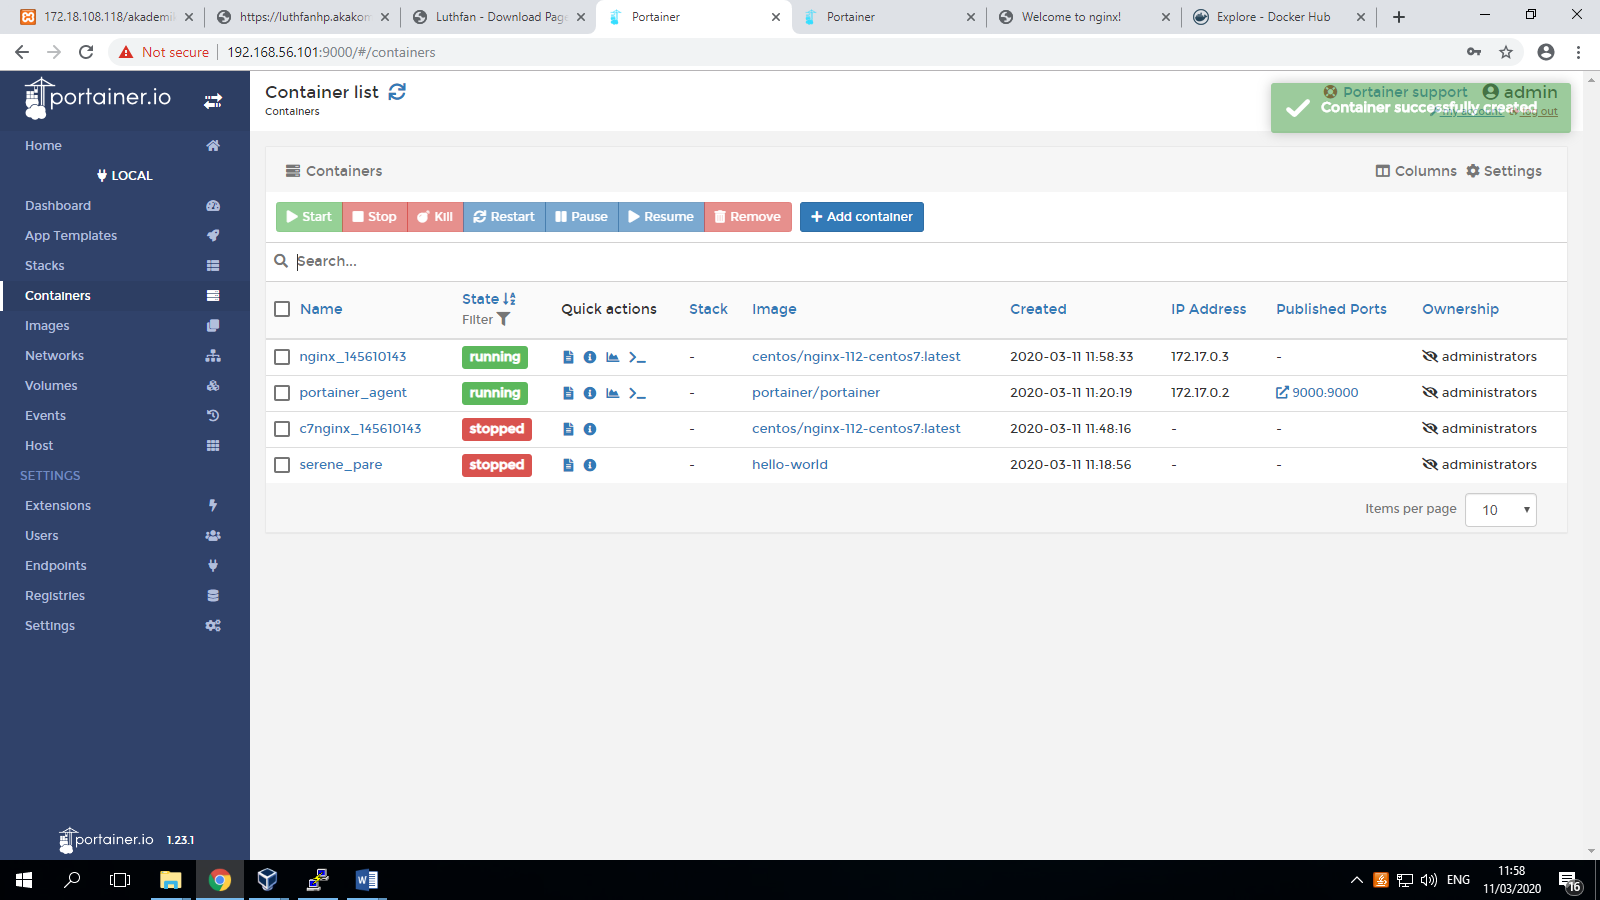 172.18.108.118/akademi
https://luthfanhp.akakom
Luthfan - Download Page
Portainer
Portainer
Welcome to nginx!
Explore - Docker Hub
Not secure
192.168.56.101:9000/#/containers
portainer.io
Home
LOCAL
Dashboard
App Templates
Stacks
Containers
Images
Networks
Volumes
Events
Host
SETTINGS
Extensions
Users
Endpoints
Registries
Settings
portainer.io 1.23.1
Container list
Containers
Portainer support admin
my account log out
Container successfully created
Containers
Columns Settings
Start Stop Kill Restart Pause Resume Remove Add container
Search...
Name State Filter Quick actions Stack Image Created IP Address Published Ports Ownership
nginx_145610143 running - centos/nginx-112-centos7:latest 2020-03-11 11:58:33 172.17.0.3 - administrators
portainer_agent running - portainer/portainer 2020-03-11 11:20:19 172.17.0.2 9000:9000 administrators
c7nginx_145610143 stopped - centos/nginx-112-centos7:latest 2020-03-11 11:48:16 - - administrators
serene_pare stopped - hello-world 2020-03-11 11:18:56 - - administrators
Items per page 10
ENG
11:58
11/03/2020
16